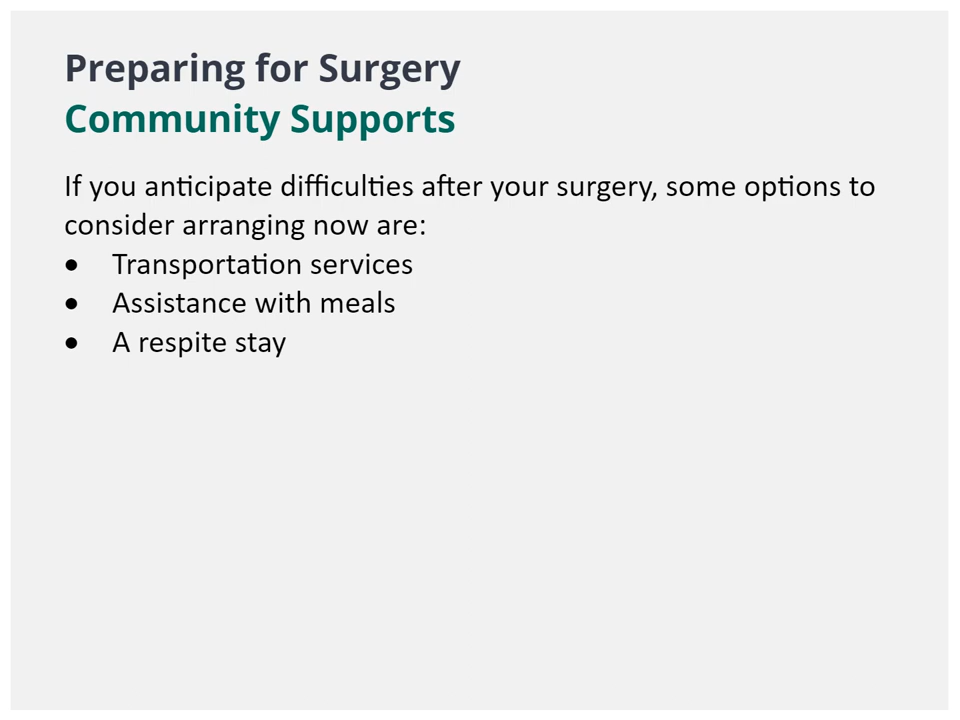 Preparing for Surgery
Community Supports
If you anticipate difficulties after your surgery, some options to
consider arranging now are:
• Transportation services
• Assistance with meals
• A respite stay